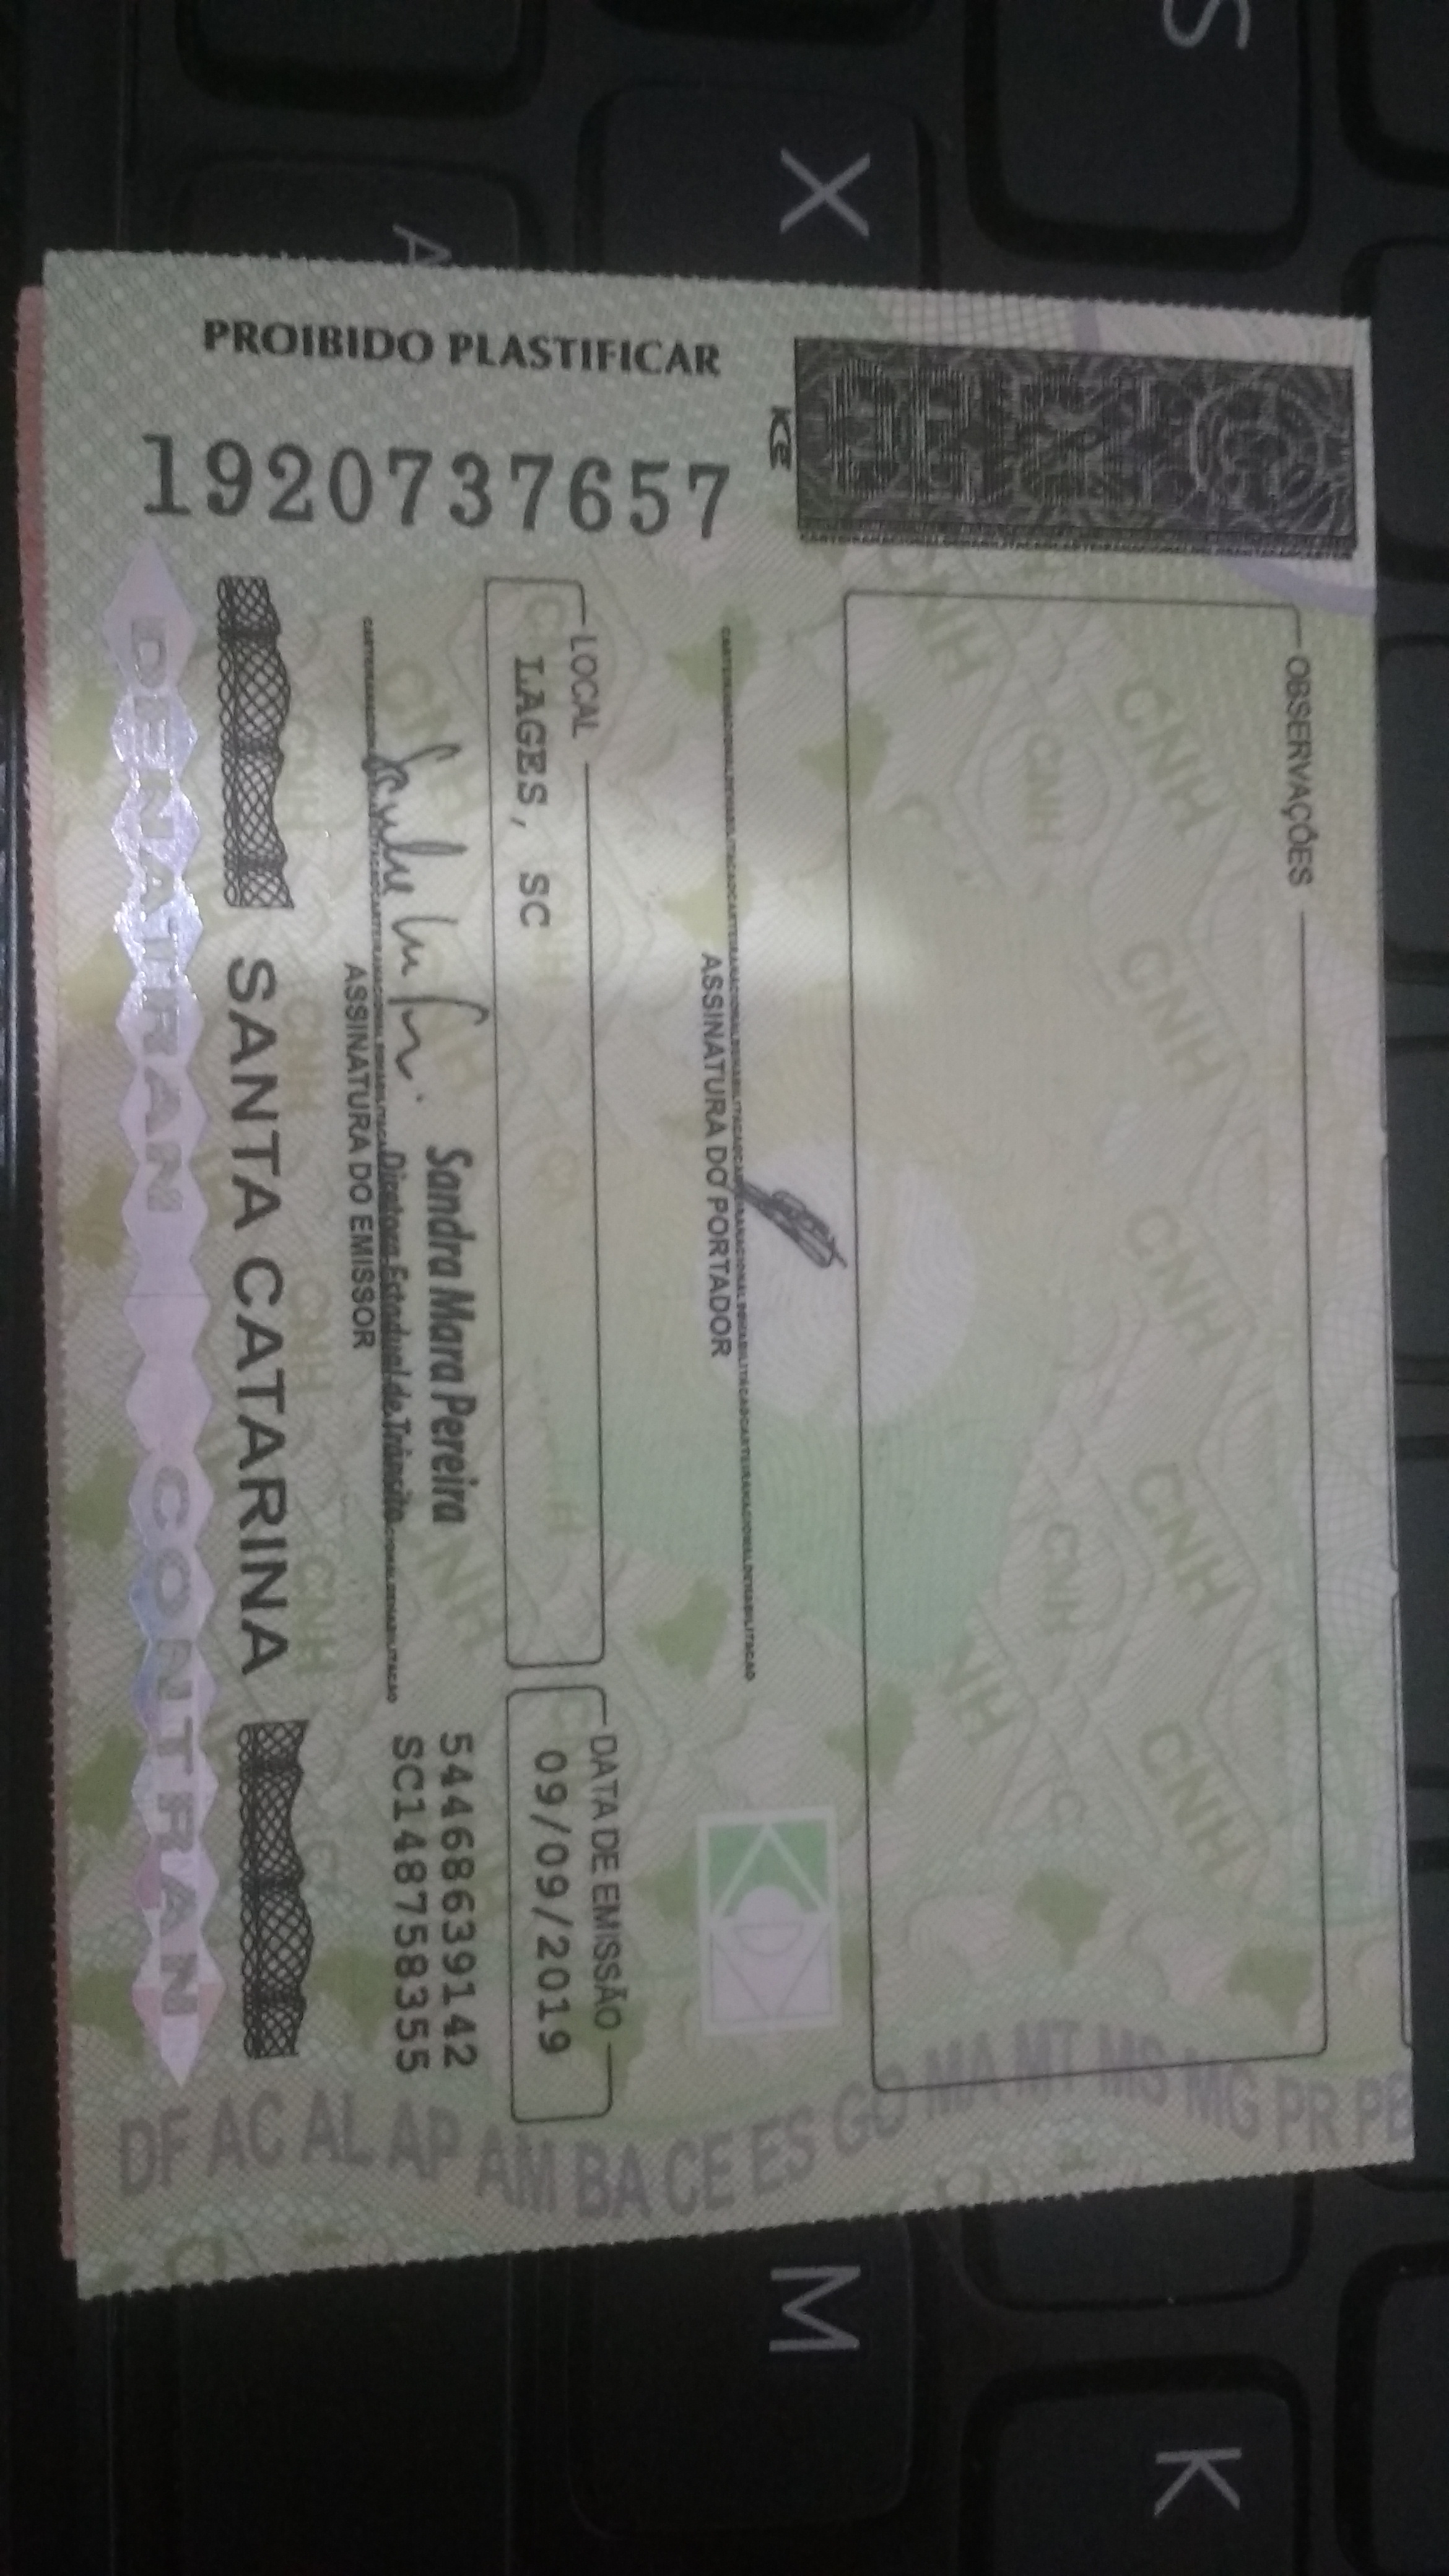 OBSERVAÇÕES
PROIBIDO PLASTIFICAR
1920737657
ASSINATURA DO PORTADOR
LOCAL
LAGES, SC
DATA DE EMISSÃO
09/09/2019
Sandra Mara Pereira
Diretora Estadual de Trânsito
54468639142
SC148758355
ASSINATURA DO EMISSOR
SANTA CATARINA
DENATRAN CONTRAN
DF AC AL AP AM BA CE ES GO MA MT MS MG PR PB
CNH
S
X
A
M
K